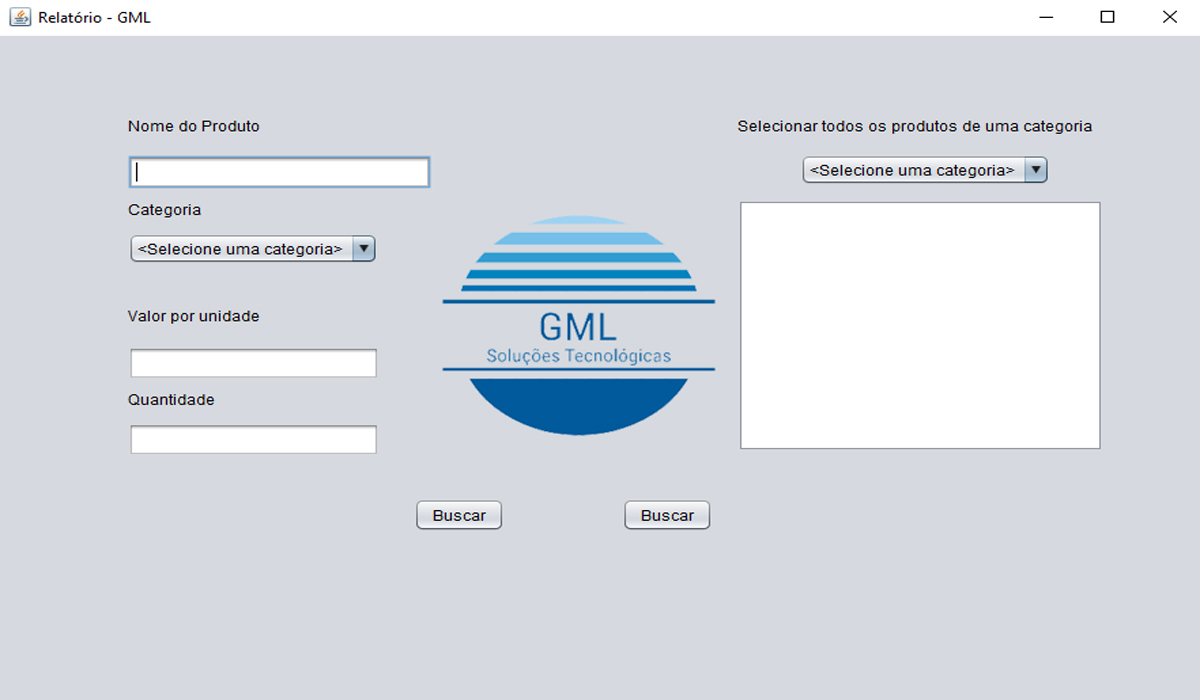 Relatório - GML
Nome do Produto
Categoria
<Selecione uma categoria>
Valor por unidade
Quantidade
GML
Soluções Tecnológicas
Selecionar todos os produtos de uma categoria
<Selecione uma categoria>
Buscar
Buscar